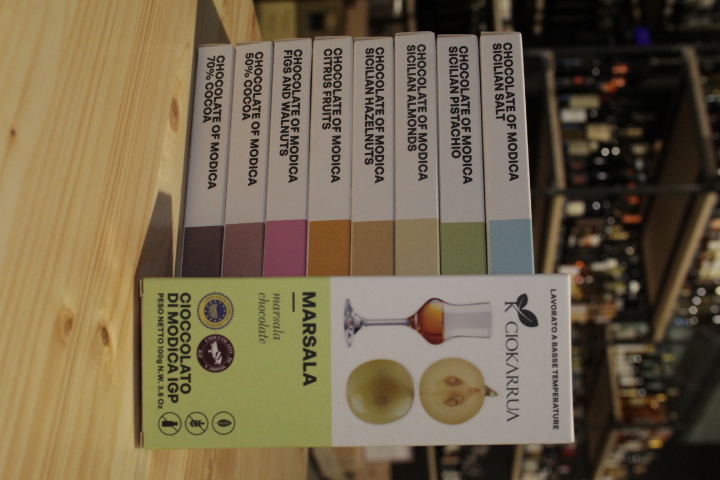 CHOCOLATE OF MODICA
SICILIAN SALT
CHOCOLATE OF MODICA
SICILIAN PISTACHIO
CHOCOLATE OF MODICA
SICILIAN ALMONDS
CHOCOLATE OF MODICA
SICILIAN HAZELNUTS
CHOCOLATE OF MODICA
CITRUS FRUITS
CHOCOLATE OF MODICA
FIGS AND WALNUTS
CHOCOLATE OF MODICA
50% COCOA
CHOCOLATE OF MODICA
70% COCOA
LAVORATO A BASSE TEMPERATURE
CIOKARRUA
MARSALA
marsala
chocolate
CIOCCOLATO
DI MODICA IGP
PESO NETTO 100g N.W. 3.5 Oz